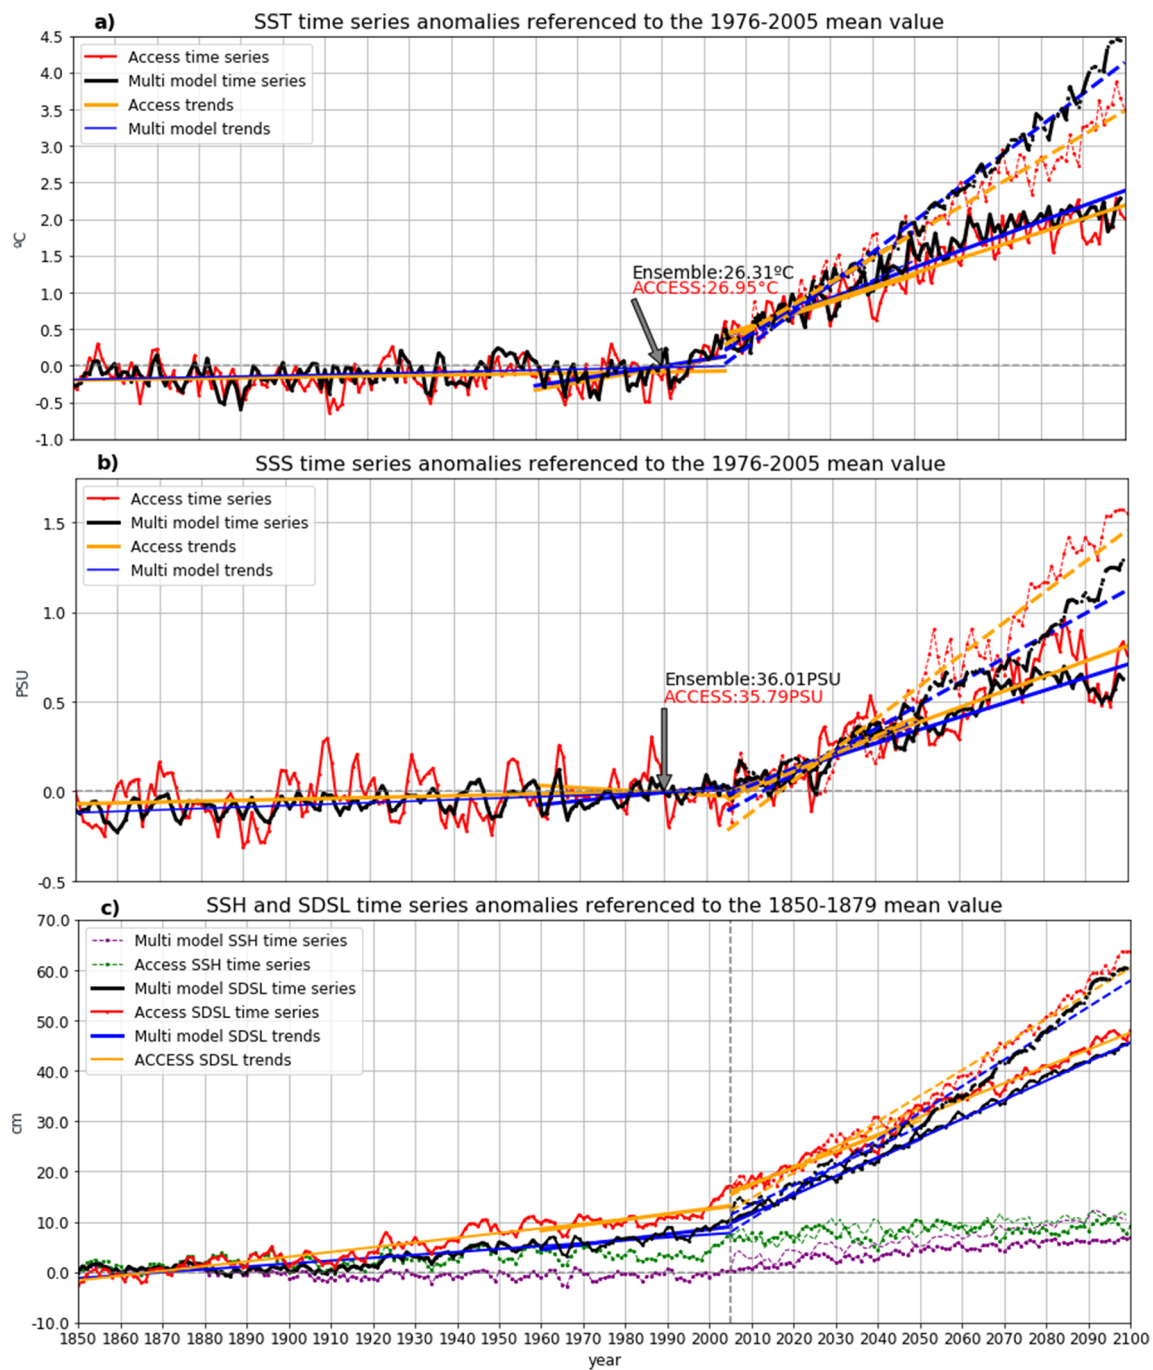 a) SST time series anomalies referenced to the 1976-2005 mean value
4.5
4.0
3.5
3.0
2.5
2.0
1.5
1.0
0.5
0.0
-0.5
-1.0
ºC
Access time series
Multi model time series
Access trends
Multi model trends
Ensemble:26.31ºC
ACCESS:26.95°C
b) SSS time series anomalies referenced to the 1976-2005 mean value
1.5
1.0
0.5
0.0
-0.5
PSU
Access time series
Multi model time series
Access trends
Multi model trends
Ensemble:36.01PSU
ACCESS:35.79PSU
c) SSH and SDSL time series anomalies referenced to the 1850-1879 mean value
70.0
60.0
50.0
40.0
30.0
20.0
10.0
0.0
-10.0
cm
Multi model SSH time series
Access SSH time series
Multi model SDSL time series
Access SDSL time series
Multi model SDSL trends
ACCESS SDSL trends
1850 1860 1870 1880 1890 1900 1910 1920 1930 1940 1950 1960 1970 1980 1990 2000 2010 2020 2030 2040 2050 2060 2070 2080 2090 2100
year